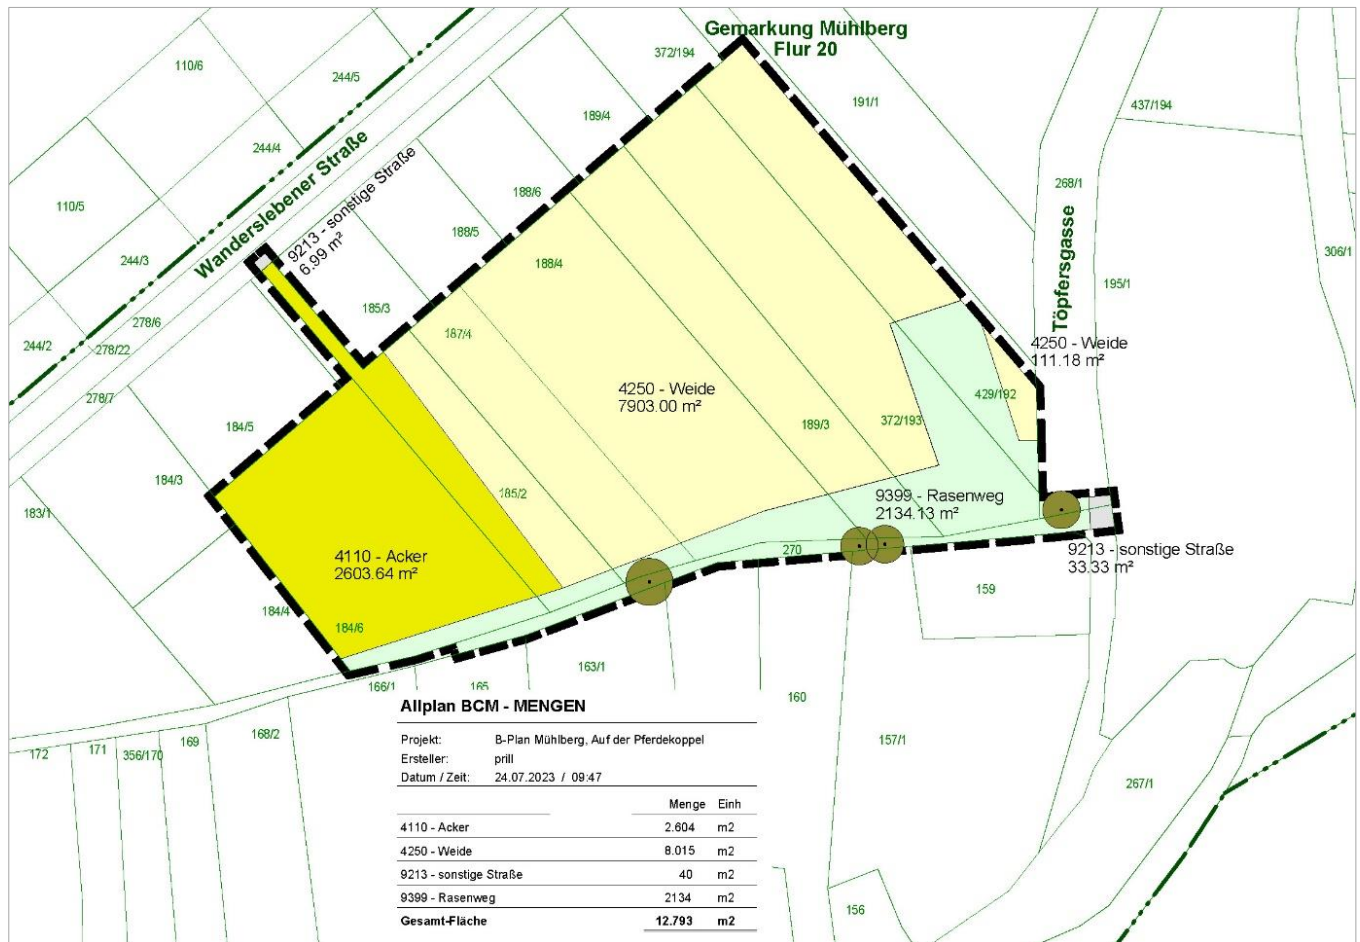 Gemarkung Mühlberg
Flur 20
372/194
110/6
244/5
191/1
437/194
189/4
244/4
Wanderslebener Straße
9213 - sonstige Straße
6.99 m²
268/1
188/6
110/5
188/5
244/3
188/4
Töpfersgasse
306/1
195/1
185/3
278/6
187/4
244/2
278/22
4250 - Weide
111.18 m²
278/7
4250 - Weide
7903.00 m²
429/192
184/5
189/3
372/193
184/3
185/2
183/1
9399 - Rasenweg
2134.13 m²
270
9213 - sonstige Straße
33.33 m²
4110 - Acker
2603.64 m²
159
184/4
184/6
163/1
166/1
165
160
168/2
169
157/1
172
171
356/170
267/1
156
Allplan BCM - MENGEN
Projekt: B-Plan Mühlberg, Auf der Pferdekoppel
Ersteller: prill
Datum / Zeit: 24.07.2023 / 09:47
Menge Einh
4110 - Acker 2.604 m2
4250 - Weide 8.015 m2
9213 - sonstige Straße 40 m2
9399 - Rasenweg 2134 m2
Gesamt-Fläche 12.793 m2